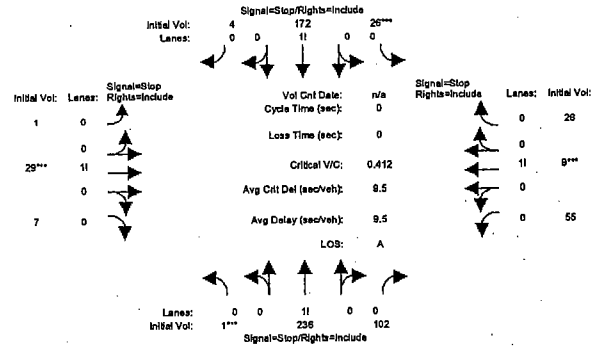 Signal=Stop/Rights=Include
Initial Vol: 4 172 26***
Lanes: 0 0 1! 0 0
Signal=Stop
Initial Vol: Lanes: Rights=Include
Vol Cnt Date: n/a
Signal=Stop
Rights=Include Lanes: Initial Vol:
Cycle Time (sec): 0
1 0
0 28
Loss Time (sec): 0
0
0
29*** 1!
Critical V/C: 0.412
1! 9***
0
Avg Crit Del (sec/veh): 9.5
0
7 0
Avg Delay (sec/veh): 9.5
0 55
LOS: A
Lanes: 0 0 1! 0 0
Initial Vol: 1*** 236 102
Signal=Stop/Rights=Include